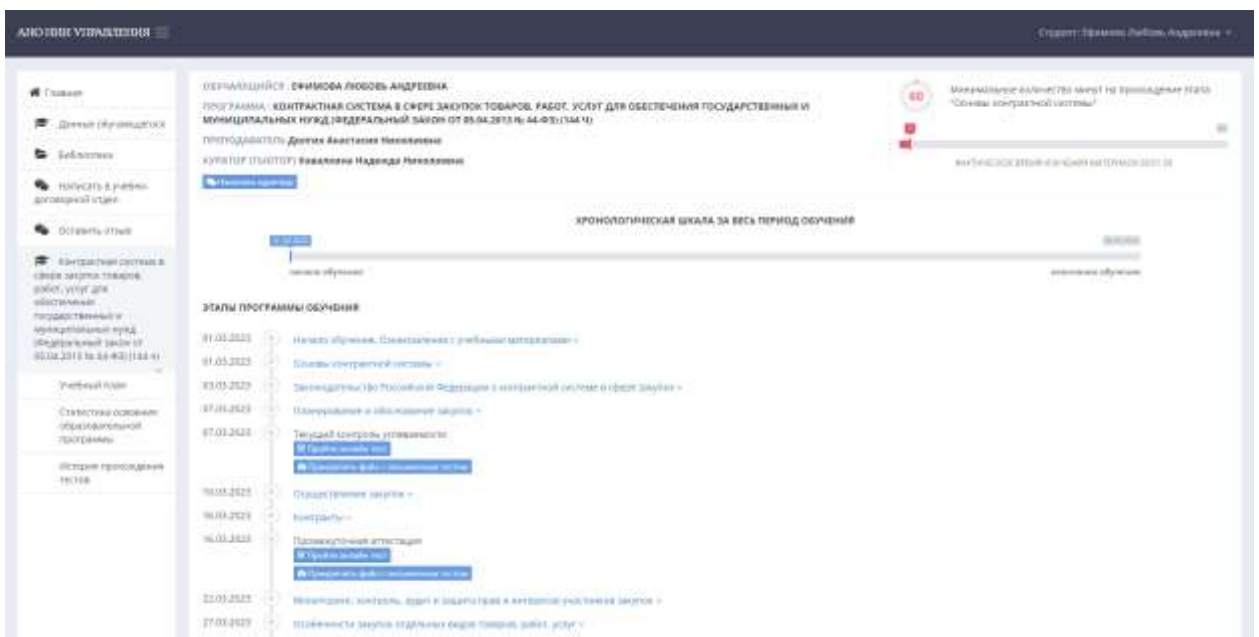 Студент: Ефимова Любовь Андреевна
Главная
Данные обучающегося
Библиотека
Написать в учебно-
договорной отдел
Оставить отзыв
Контрактная система в
сфере закупок товаров,
работ, услуг для
обеспечения
государственных и
муниципальных нужд
(Федеральный закон от
05.04.2013 № 44-ФЗ) (144 ч)
Учебный план
Статистика освоения
образовательной
программы
История прохождения
тестов
ОБУЧАЮЩИЙСЯ: ЕФИМОВА ЛЮБОВЬ АНДРЕЕВНА
ПРОГРАММА: КОНТРАКТНАЯ СИСТЕМА В СФЕРЕ ЗАКУПОК ТОВАРОВ, РАБОТ, УСЛУГ ДЛЯ ОБЕСПЕЧЕНИЯ ГОСУДАРСТВЕННЫХ И
МУНИЦИПАЛЬНЫХ НУЖД (ФЕДЕРАЛЬНЫЙ ЗАКОН ОТ 05.04.2013 № 44-ФЗ) (144 Ч)
ПРЕПОДАВАТЕЛЬ: Анастасия Николаевна
КУРАТОР (ТЬЮТОР) Надежда Николаевна
Написать куратору
60
Минимальное количество минут на прохождение этапа
"Основы контрактной системы"
ФАКТИЧЕСКОЕ ВРЕМЯ ИЗУЧЕНИЯ МАТЕРИАЛОВ
ХРОНОЛОГИЧЕСКАЯ ШКАЛА ЗА ВЕСЬ ПЕРИОД ОБУЧЕНИЯ
начало обучения
окончание обучения
ЭТАПЫ ПРОГРАММЫ ОБУЧЕНИЯ
01.03.2023 Начало обучения. Ознакомление с учебными материалами
01.03.2023 Основы контрактной системы
03.03.2023 Законодательство Российской Федерации о контрактной системе в сфере закупок
07.03.2023 Планирование и обоснование закупок
07.03.2023 Текущий контроль успеваемости
Пройти онлайн тест
Прикрепить файл с письменным тестом
10.03.2023 Осуществление закупок
16.03.2023 Контракты
16.03.2023 Промежуточная аттестация
Пройти онлайн тест
Прикрепить файл с письменным тестом
22.03.2023 Мониторинг, контроль, аудит и защита прав и интересов участников закупок
27.03.2023 Особенности закупок отдельных видов товаров, работ, услуг